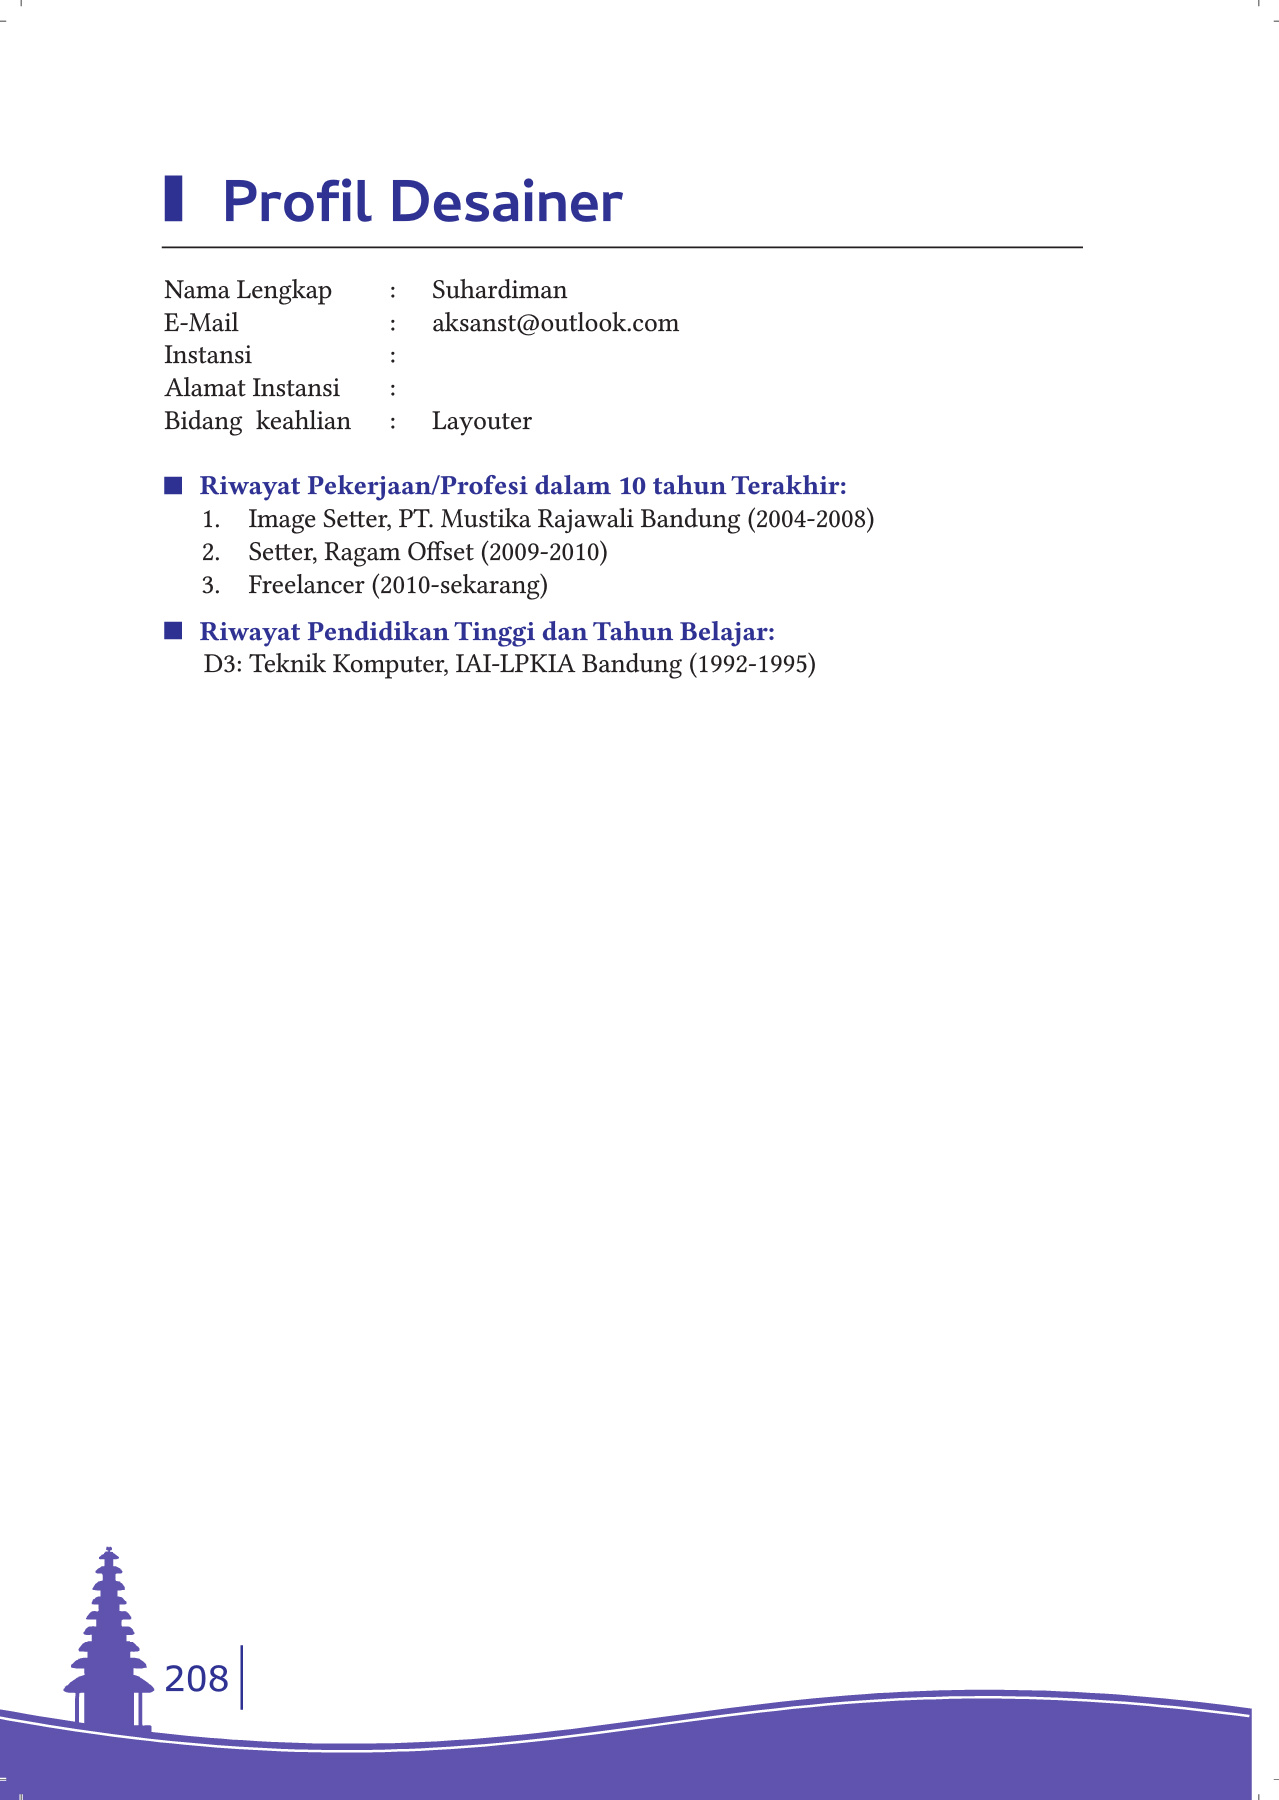 Profil Desainer
Nama Lengkap : Suhardiman
E-Mail : aksanst@outlook.com
Instansi :
Alamat Instansi :
Bidang keahlian : Layouter
Riwayat Pekerjaan/Profesi dalam 10 tahun Terakhir:
1. Image Setter, PT. Mustika Rajawali Bandung (2004-2008)
2. Setter, Ragam Offset (2009-2010)
3. Freelancer (2010-sekarang)
Riwayat Pendidikan Tinggi dan Tahun Belajar:
D3: Teknik Komputer, IAI-LPKIA Bandung (1992-1995)
208